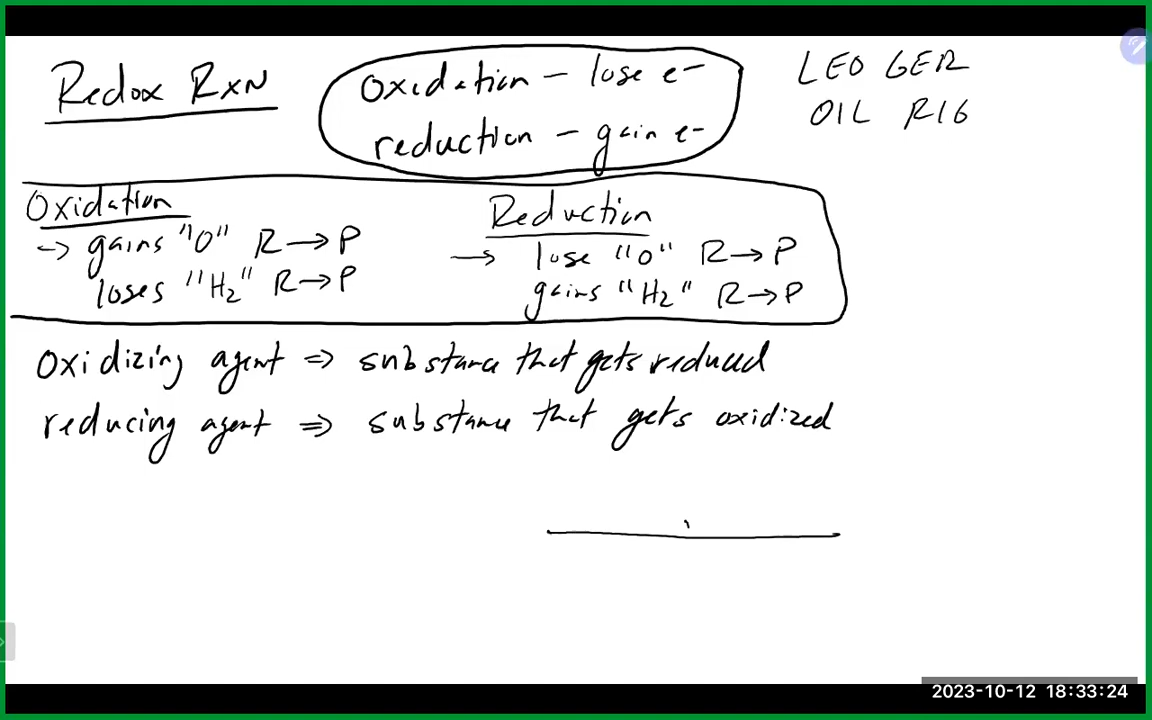 Redox RxN
oxidation - lose e-
reduction - gain e-
LEO GER
OIL RIG
Oxidation
→ gains "O" R → P
loses "H₂" R → P
Reduction
→ lose "O" R → P
gains "H₂" R → P
Oxidizing agent ⇒ substance that gets reduced
reducing agent ⇒ substance that gets oxidized
2023-10-12 18:33:24